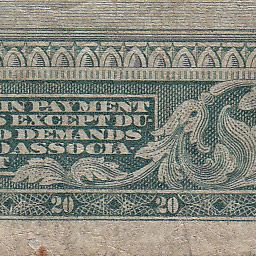 IN PAYMENT
S EXCEPT DU
D DEMANDS
D ASSOCIA
T
20 20